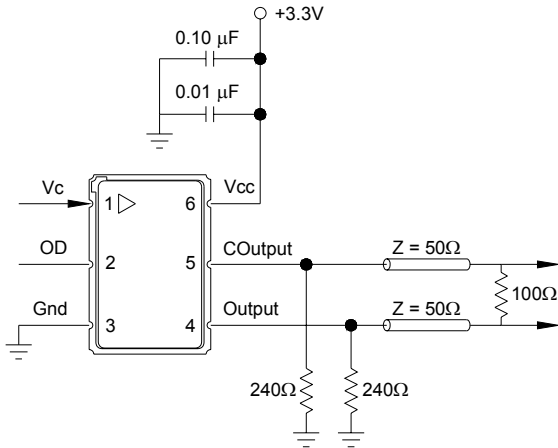 +3.3V
0.10 μF
0.01 μF
Vc
1
6
Vcc
OD
2
5
COutput
Z = 50Ω
100Ω
Gnd
3
4
Output
Z = 50Ω
240Ω
240Ω